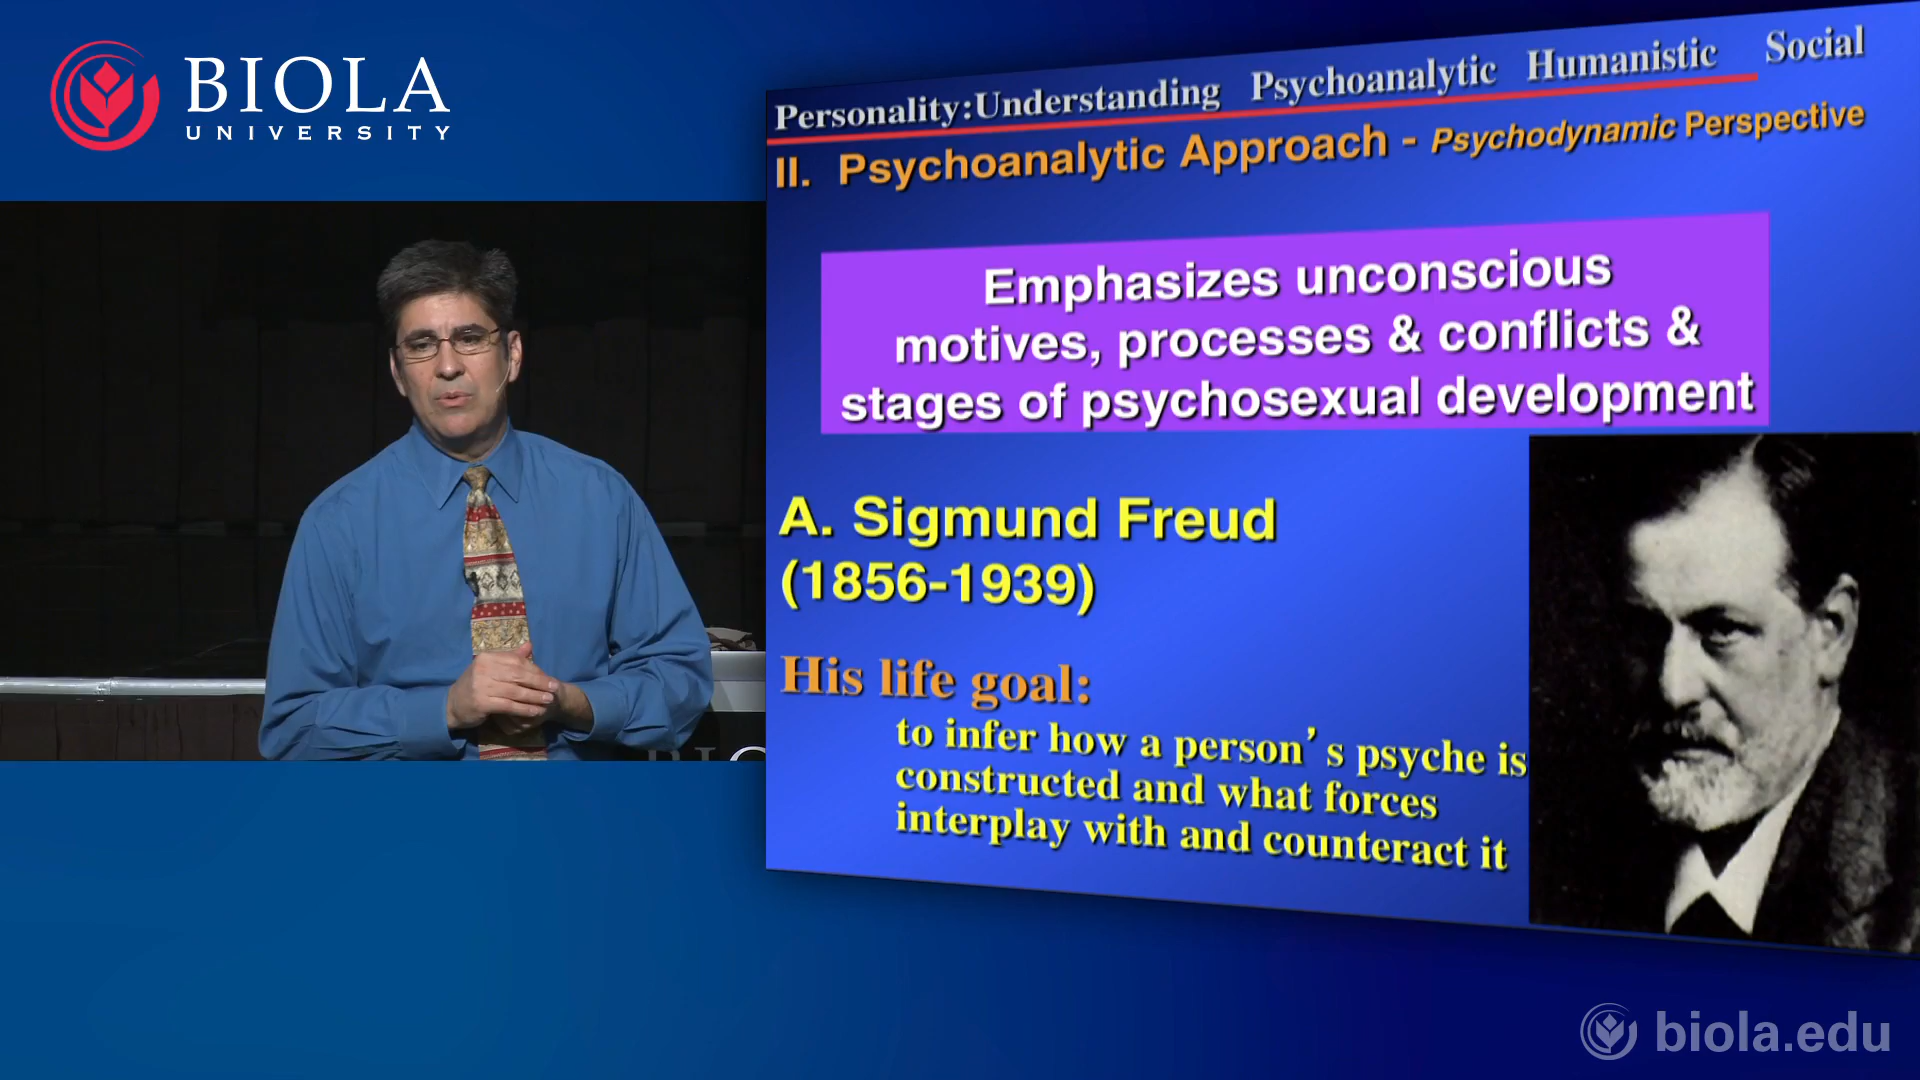 BIOLA
UNIVERSITY
Personality:Understanding Psychoanalytic Humanistic Social
II. Psychoanalytic Approach - Psychodynamic Perspective
Emphasizes unconscious
motives, processes & conflicts &
stages of psychosexual development
A. Sigmund Freud
(1856-1939)
His life goal:
to infer how a person's psyche is
constructed and what forces
interplay with and counteract it
biola.edu